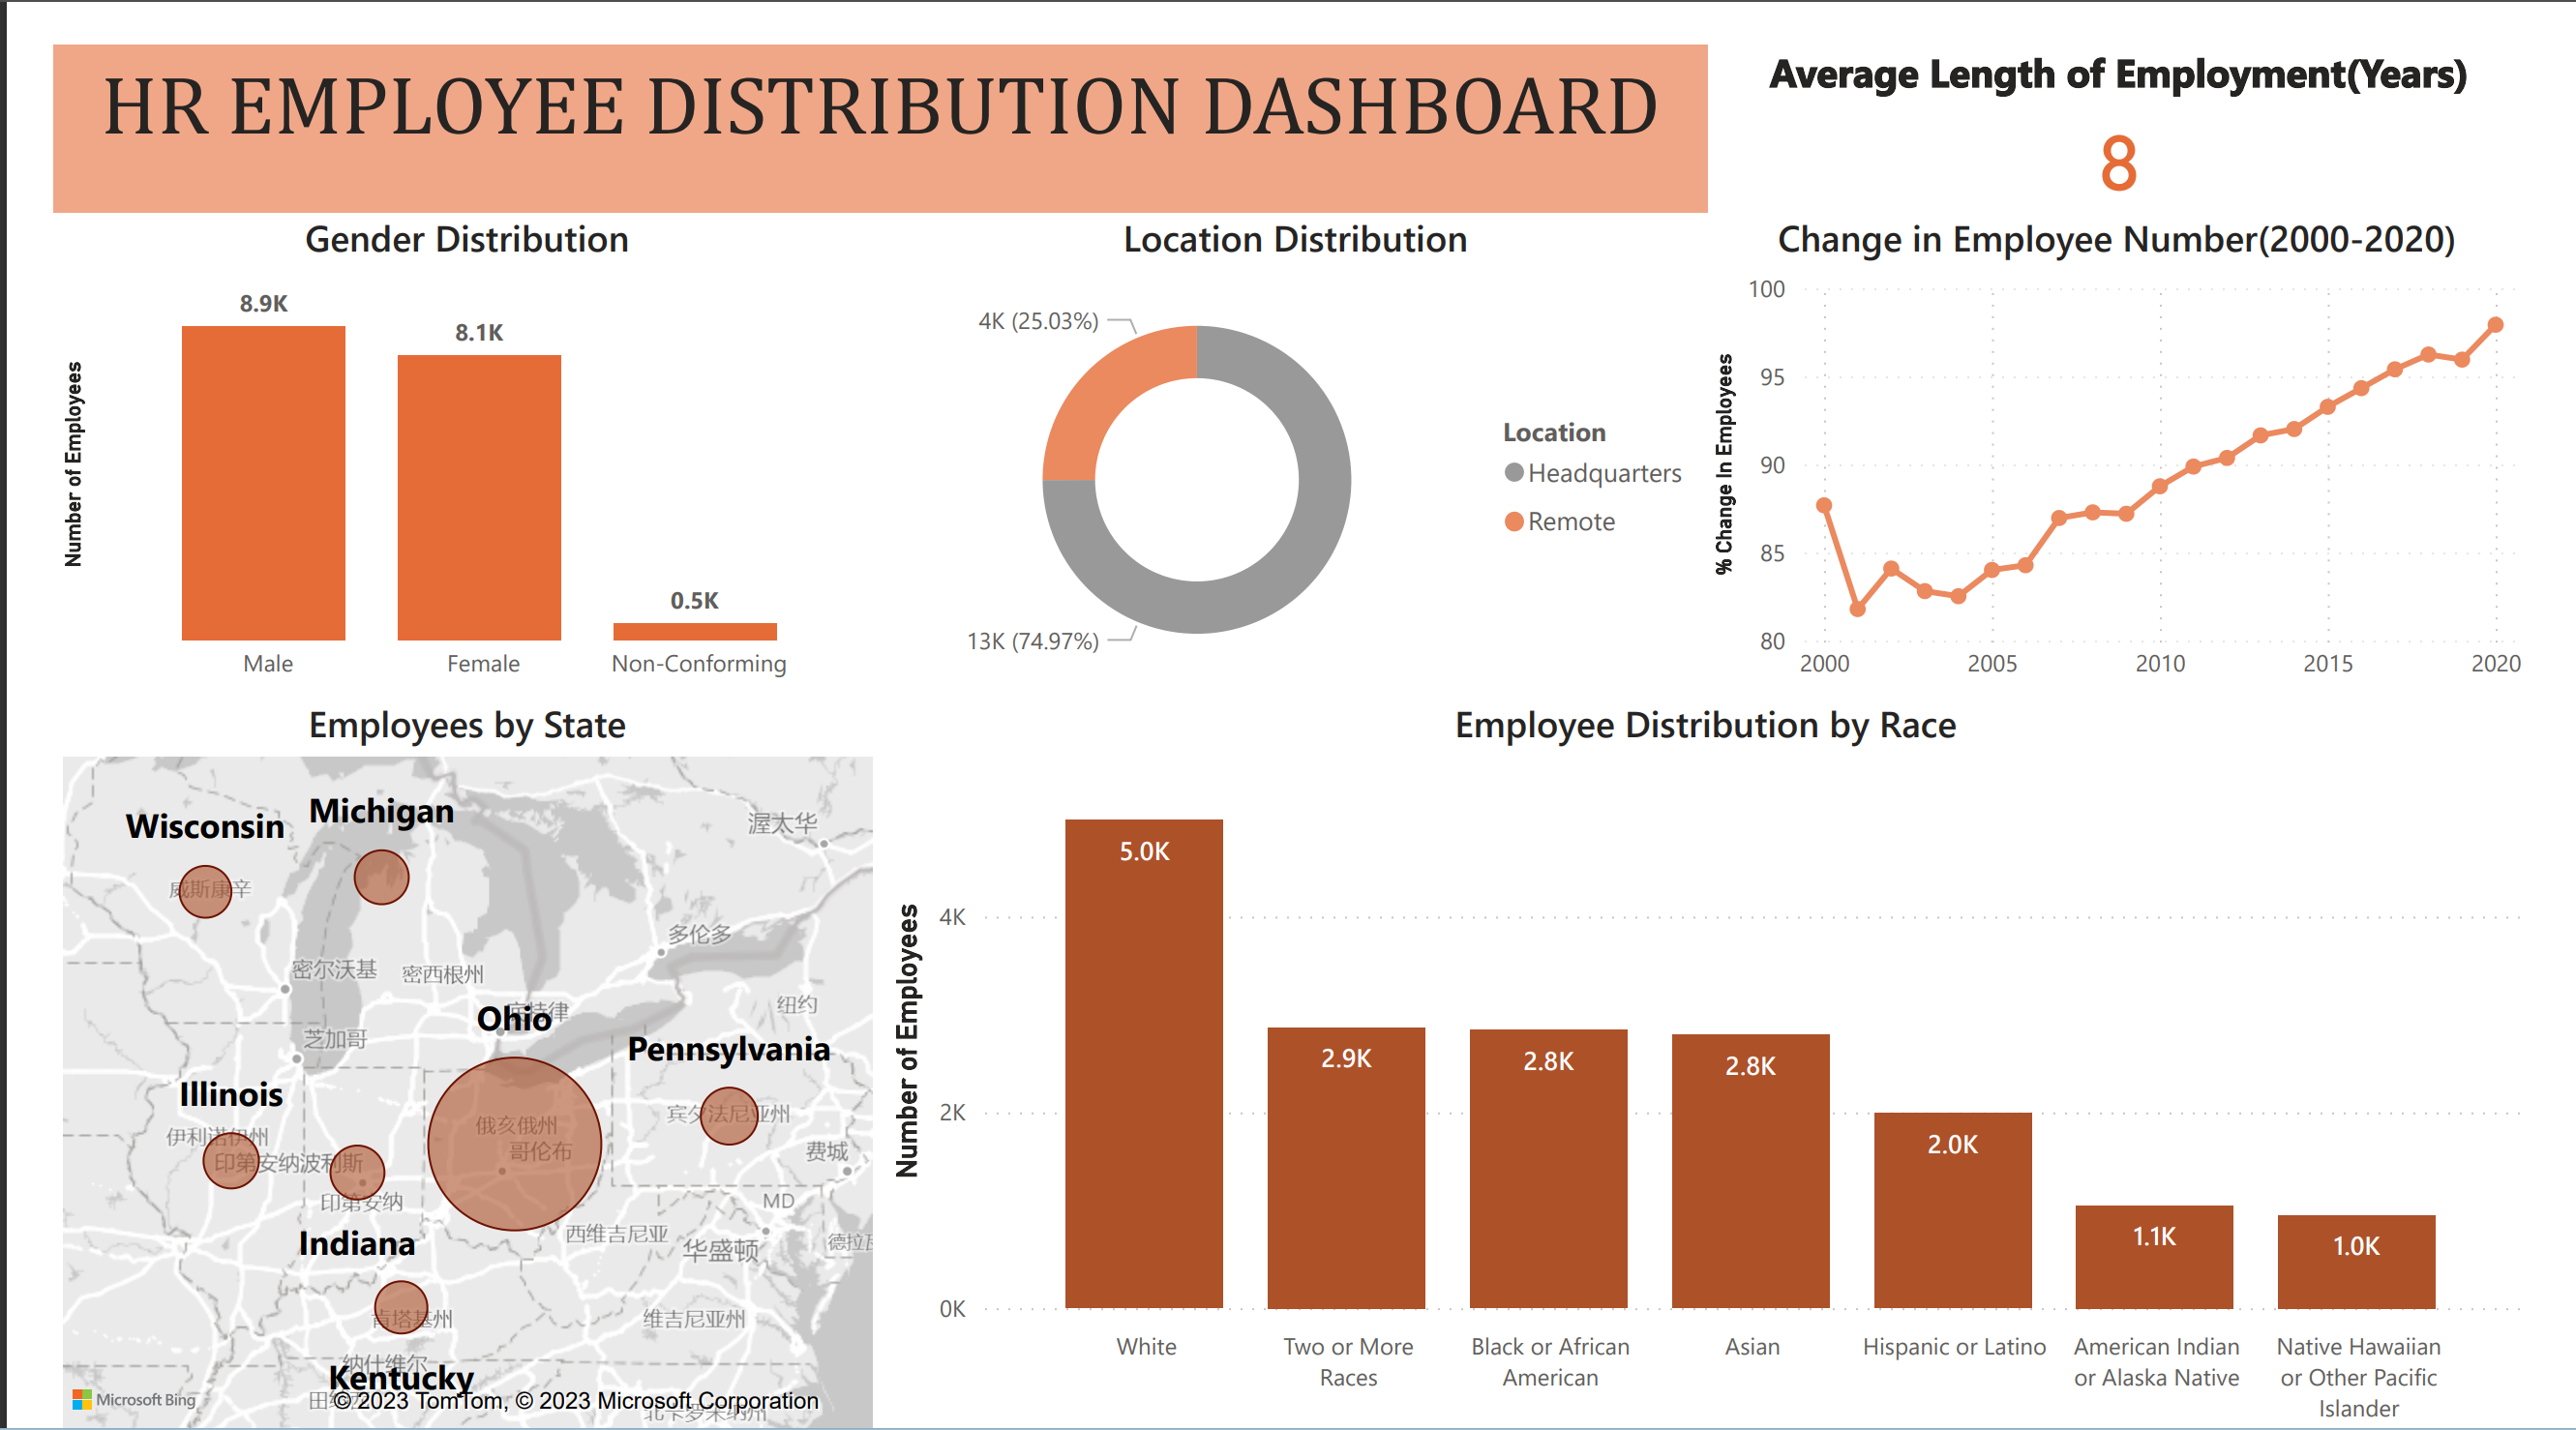 HR EMPLOYEE DISTRIBUTION DASHBOARD
Average Length of Employment(Years)
8
Gender Distribution
Number of Employees
8.9K
8.1K
0.5K
Male
Female
Non-Conforming
Location Distribution
4K (25.03%)
13K (74.97%)
Location
Headquarters
Remote
Change in Employee Number(2000-2020)
% Change In Employees
100
95
90
85
80
2000
2005
2010
2015
2020
Employees by State
Wisconsin
Michigan
渥太华
威斯康辛
多伦多
密尔沃基
密西根州
纽约
Ohio
芝加哥
Pennsylvania
Illinois
俄亥俄州
宾夕法尼亚州
伊利诺伊州
哥伦布
费城
印第安纳波利斯
印第安纳
MD
西维吉尼亚
华盛顿
Indiana
肯塔基州
维吉尼亚州
纳什维尔
Kentucky
Microsoft Bing
© 2023 TomTom, © 2023 Microsoft Corporation
Employee Distribution by Race
Number of Employees
4K
2K
0K
5.0K
2.9K
2.8K
2.8K
2.0K
1.1K
1.0K
White
Two or More
Races
Black or African
American
Asian
Hispanic or Latino
American Indian
or Alaska Native
Native Hawaiian
or Other Pacific
Islander